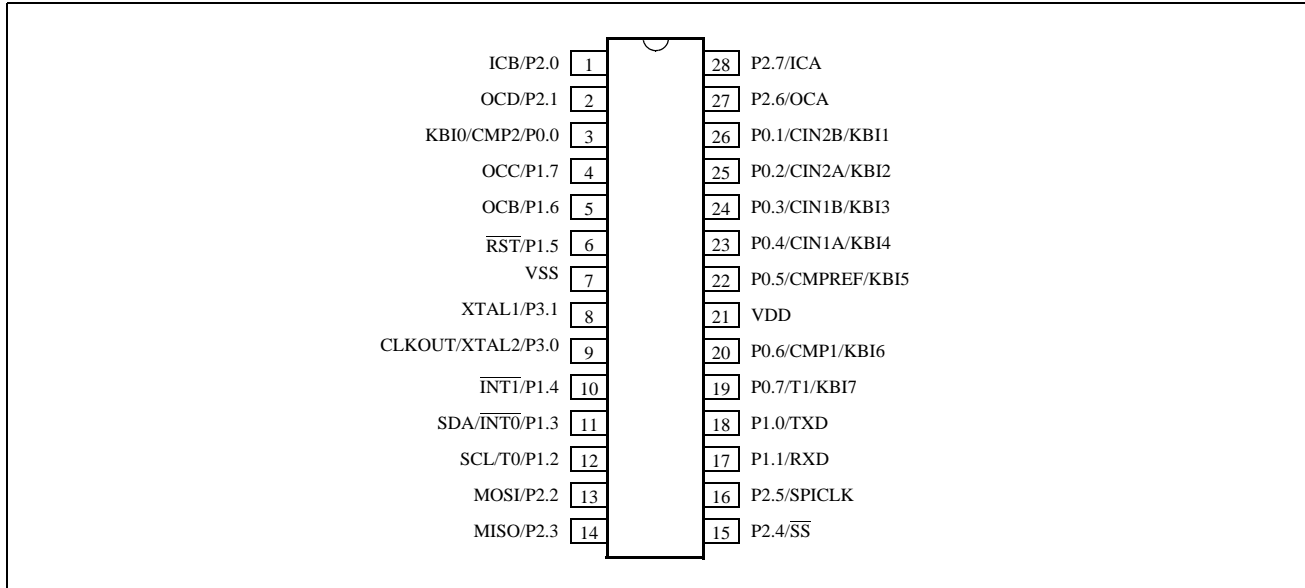 ICB/P2.0 1 28 P2.7/ICA
OCD/P2.1 2 27 P2.6/OCA
KBI0/CMP2/P0.0 3 26 P0.1/CIN2B/KBI1
OCC/P1.7 4 25 P0.2/CIN2A/KBI2
OCB/P1.6 5 24 P0.3/CIN1B/KBI3
R̅S̅T̅/P1.5 6 23 P0.4/CIN1A/KBI4
VSS 7 22 P0.5/CMPREF/KBI5
XTAL1/P3.1 8 21 VDD
CLKOUT/XTAL2/P3.0 9 20 P0.6/CMP1/KBI6
I̅N̅T̅1̅/P1.4 10 19 P0.7/T1/KBI7
SDA/I̅N̅T̅0̅/P1.3 11 18 P1.0/TXD
SCL/T0/P1.2 12 17 P1.1/RXD
MOSI/P2.2 13 16 P2.5/SPICLK
MISO/P2.3 14 15 P2.4/S̅S̅